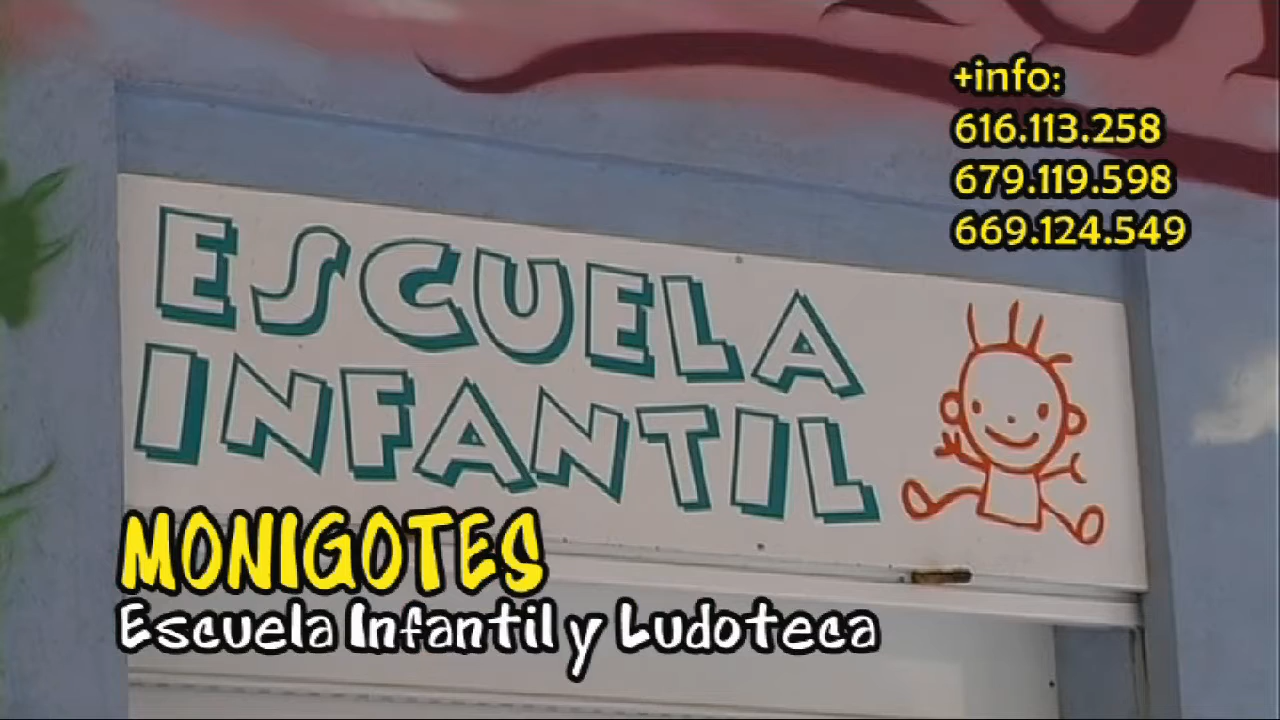 +info:
616.113.258
679.119.598
669.124.549
ESCUELA
INFANTIL
MONIGOTES
Escuela Infantil y Ludoteca